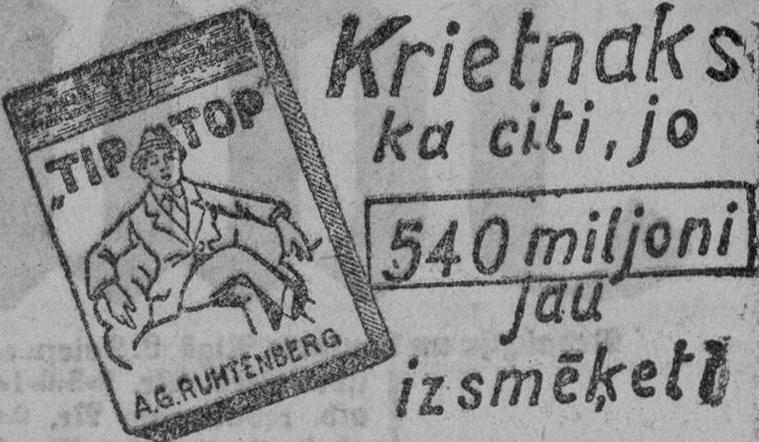 „TIP TOP"
A.G. RUHTENBERG
Krietnaks
ka citi, jo
540 miljoni
jau
izsmēķeti